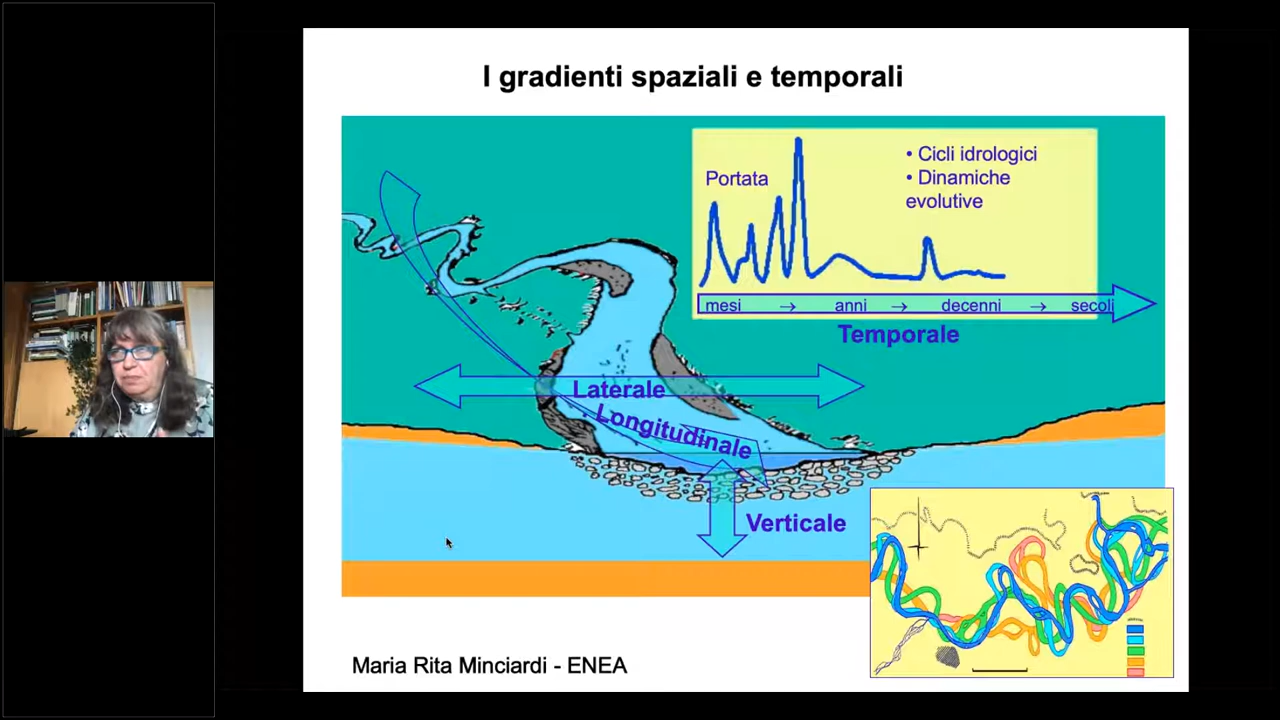 I gradienti spaziali e temporali
Portata
• Cicli idrologici
• Dinamiche
evolutive
mesi → anni → decenni → secoli
Temporale
Laterale
Longitudinale
Verticale
Maria Rita Minciardi - ENEA